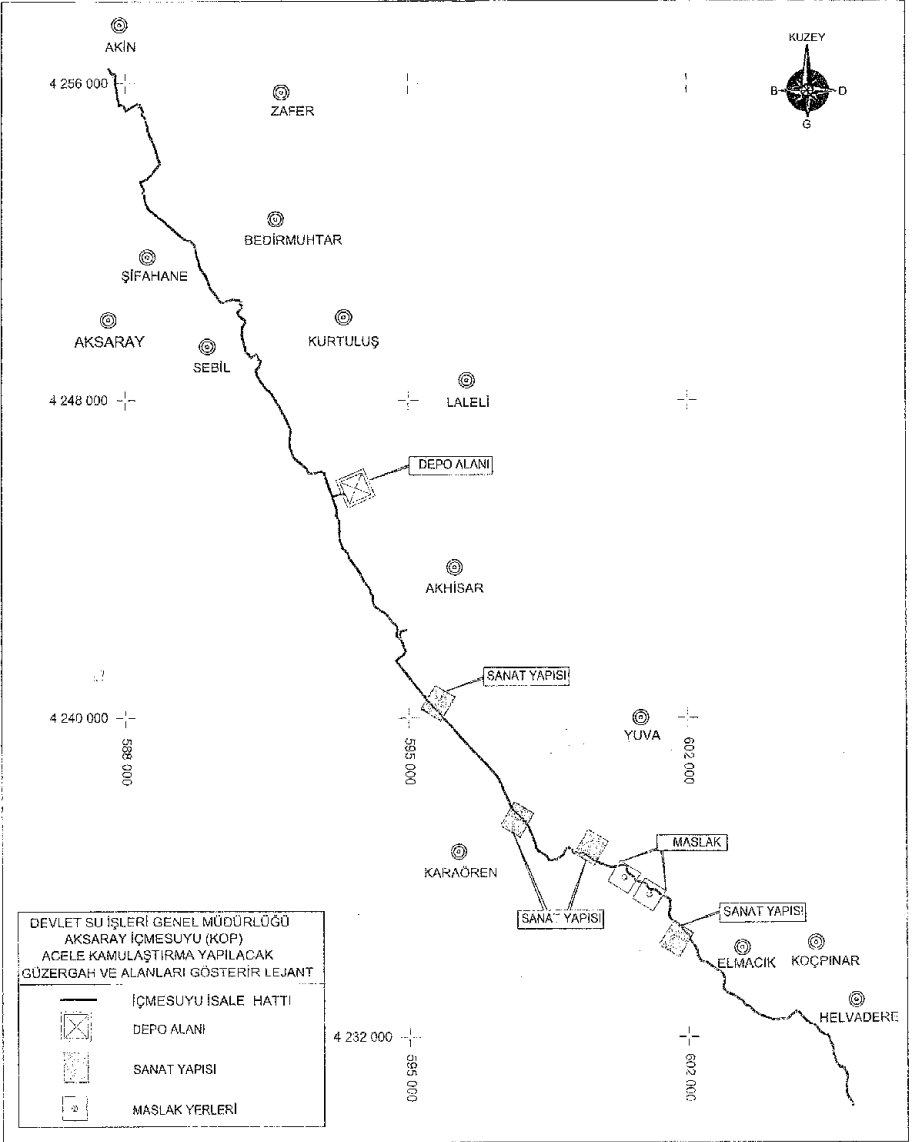 AKİN
KUZEY
B
D
G
4 256 000
ZAFER
BEDİRMUHTAR
ŞİFAHANE
AKSARAY
SEBİL
KURTULUŞ
4 248 000
LALELİ
DEPO ALANI
AKHİSAR
SANAT YAPISI
4 240 000
588 000
595 000
602 000
YUVA
KARAÖREN
MASLAK
SANAT YAPISI
SANAT YAPISI
ELMACIK
KOÇPINAR
HELVADERE
4 232 000
595 000
602 000
DEVLET SU İŞLERİ GENEL MÜDÜRLÜĞÜ
AKSARAY İÇMESUYU (KOP)
ACELE KAMULAŞTIRMA YAPILACAK
GÜZERGAH VE ALANLARI GÖSTERİR LEJANT
İÇMESUYU İSALE HATTI
DEPO ALANI
SANAT YAPISI
MASLAK YERLERİ